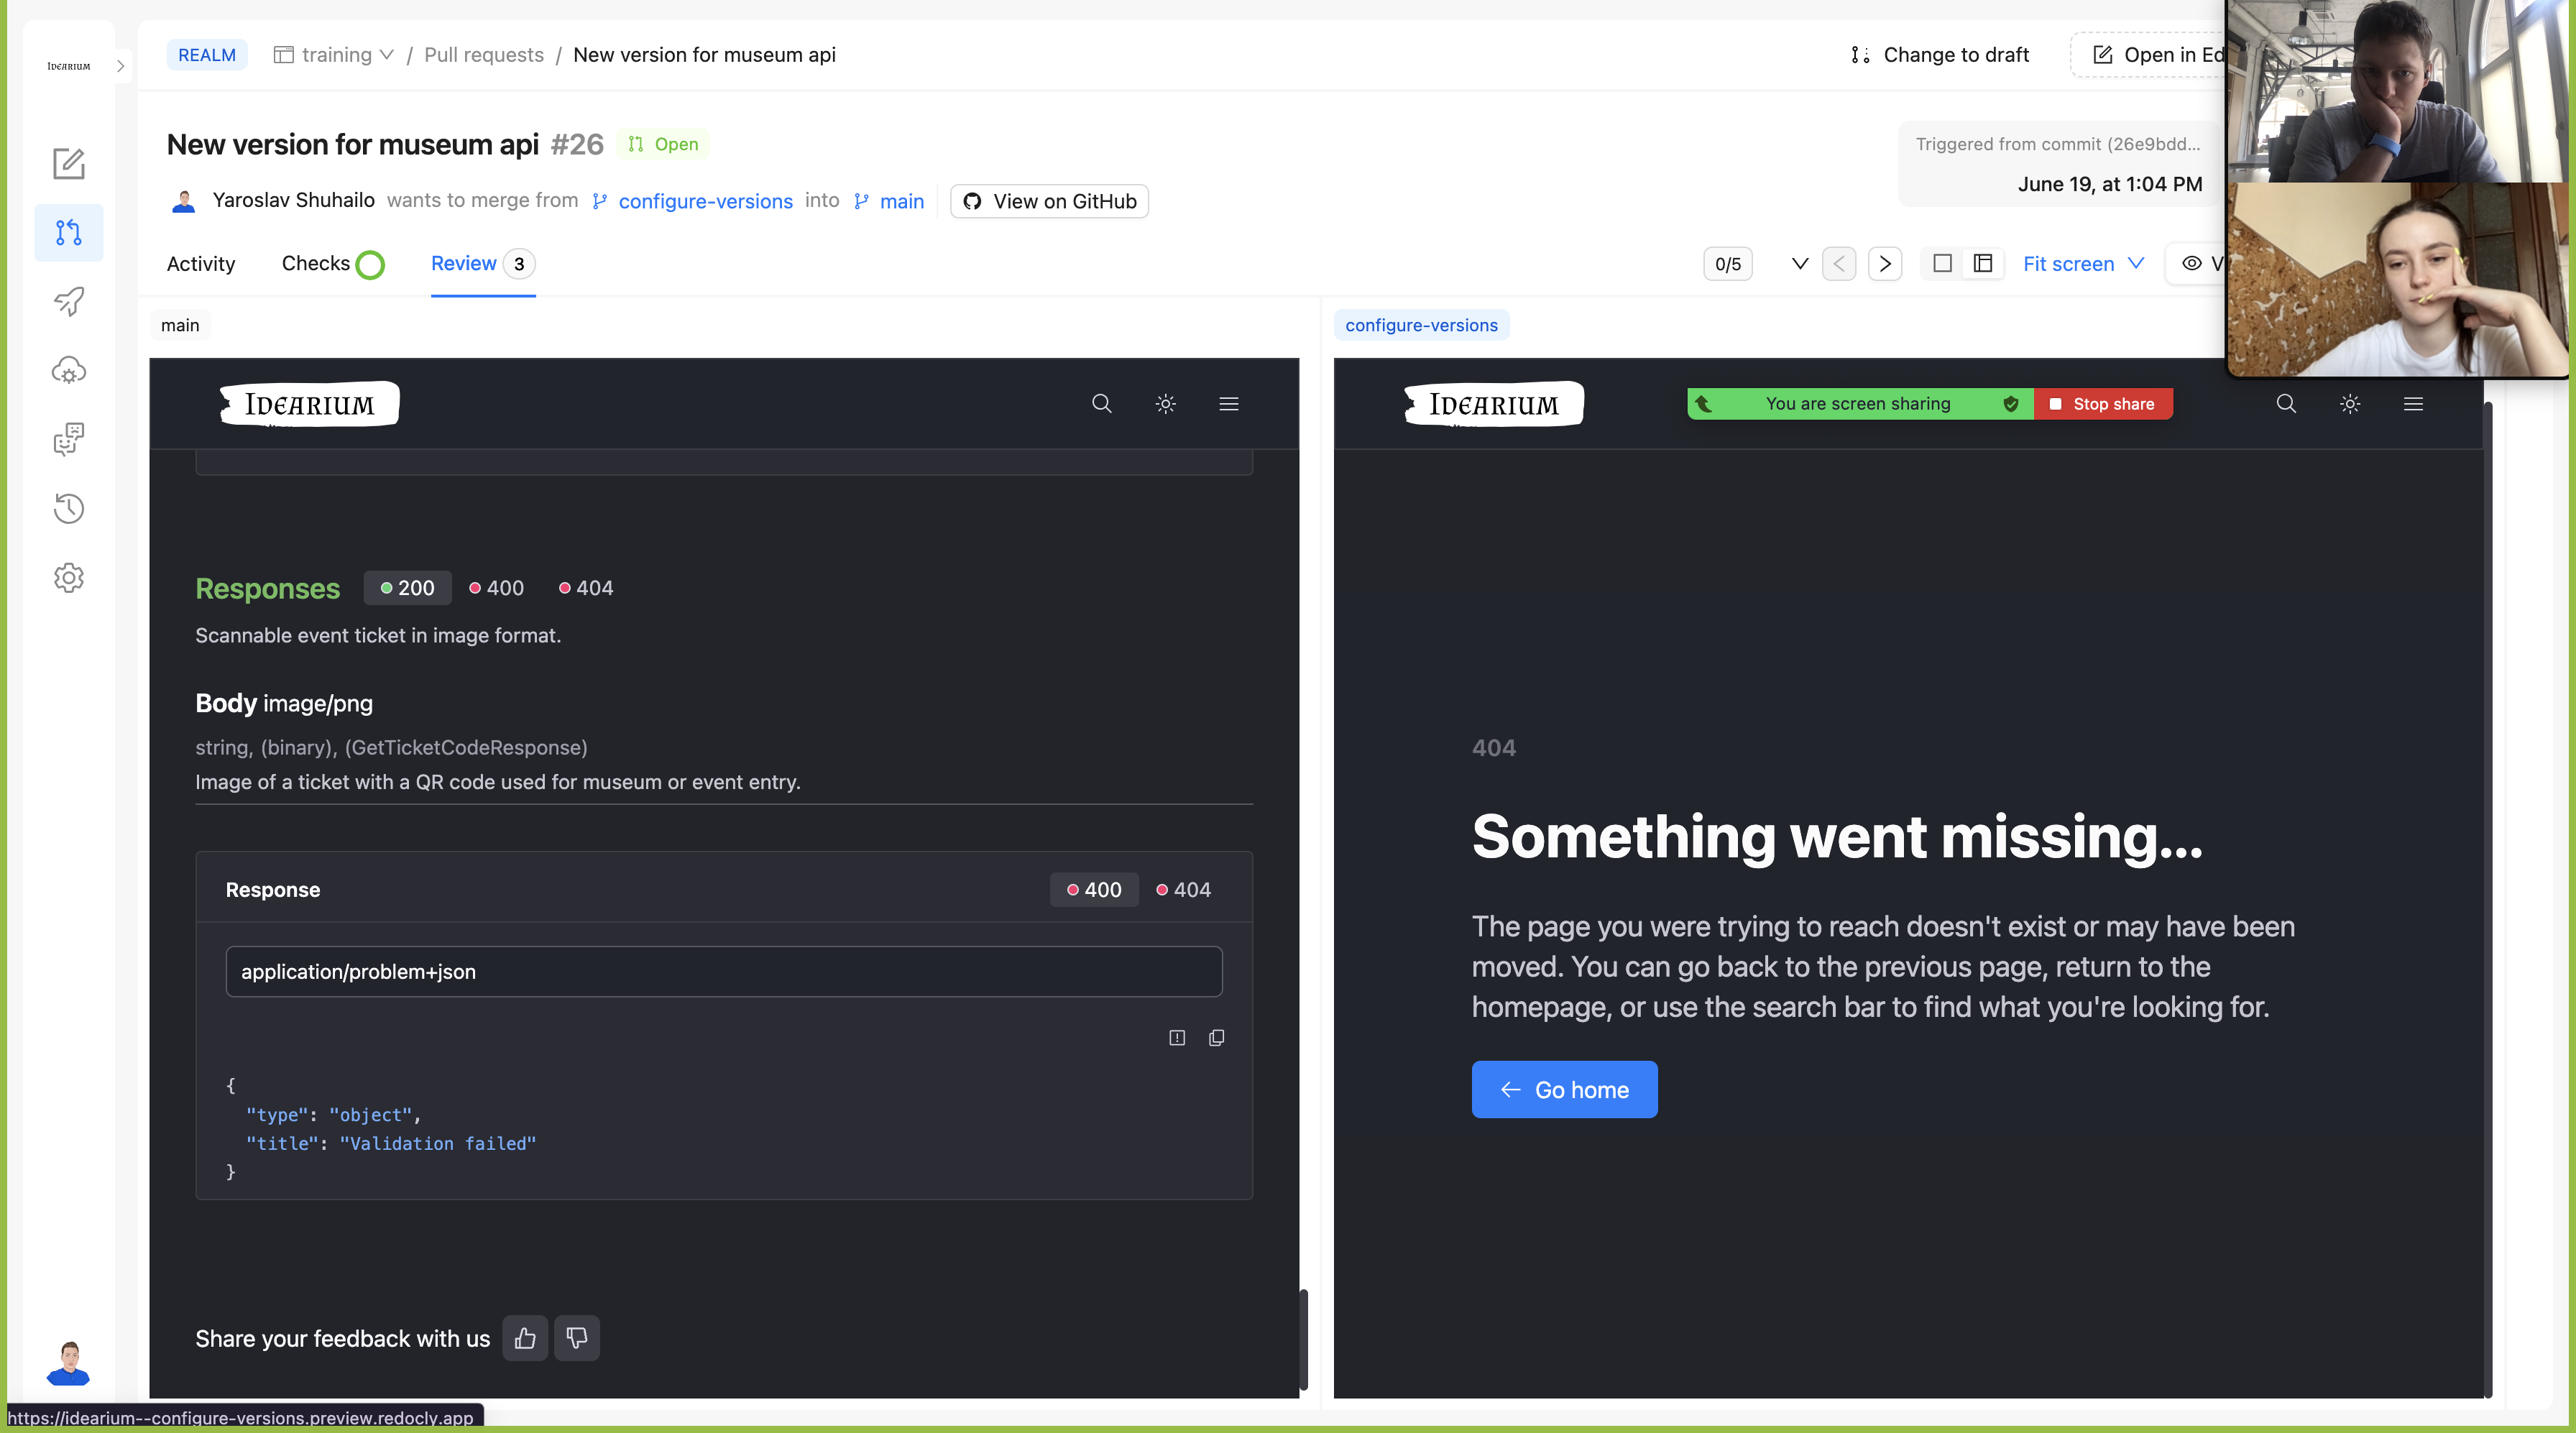 IDEARIUM
REALM training / Pull requests / New version for museum api
Change to draft
Open in Ed
New version for museum api #26 Open
Triggered from commit (26e9bdd...
June 19, at 1:04 PM
Yaroslav Shuhailo wants to merge from configure-versions into main View on GitHub
Activity Checks Review 3
0/5
Fit screen
V
main
configure-versions
IDEARIUM
IDEARIUM
You are screen sharing
Stop share
Responses 200 400 404
Scannable event ticket in image format.
Body image/png
string, (binary), (GetTicketCodeResponse)
Image of a ticket with a QR code used for museum or event entry.
Response 400 404
application/problem+json
{
"type": "object",
"title": "Validation failed"
}
Share your feedback with us
404
Something went missing...
The page you were trying to reach doesn't exist or may have been
moved. You can go back to the previous page, return to the
homepage, or use the search bar to find what you're looking for.
Go home
https://idearium--configure-versions.preview.redocly.app